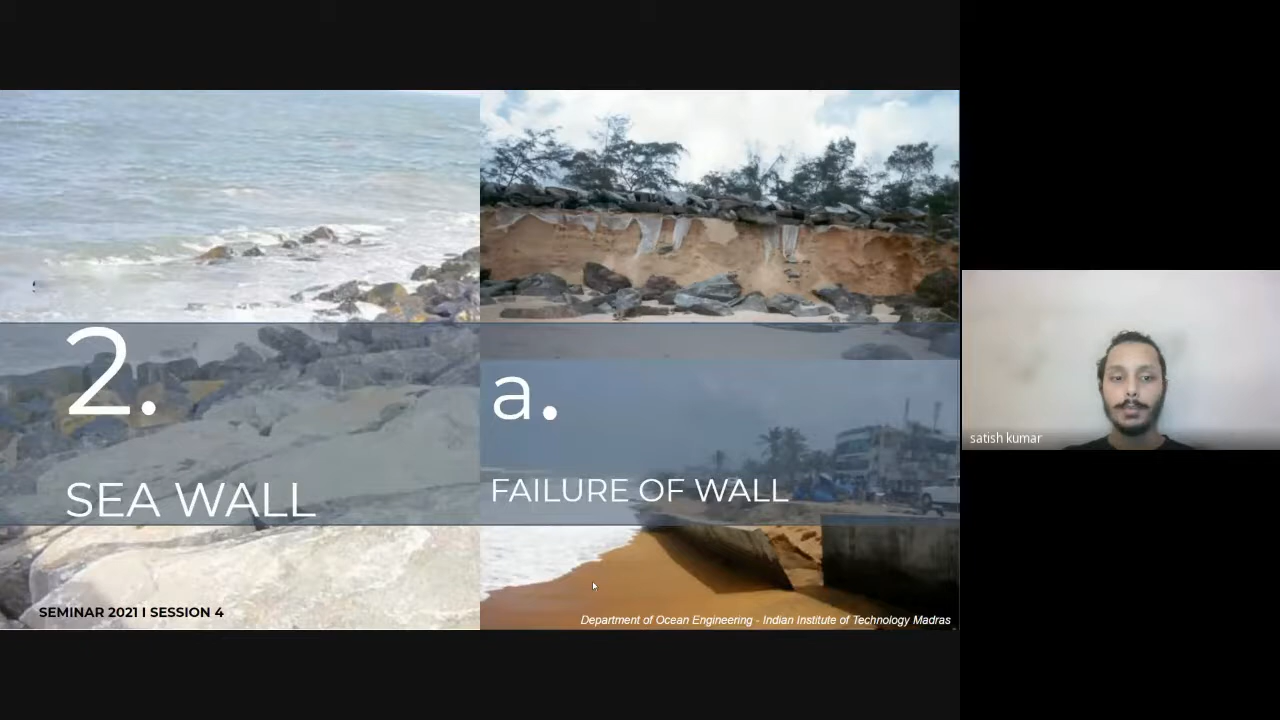 2.
SEA WALL
a.
FAILURE OF WALL
SEMINAR 2021 I SESSION 4
Department of Ocean Engineering - Indian Institute of Technology Madras
satish kumar